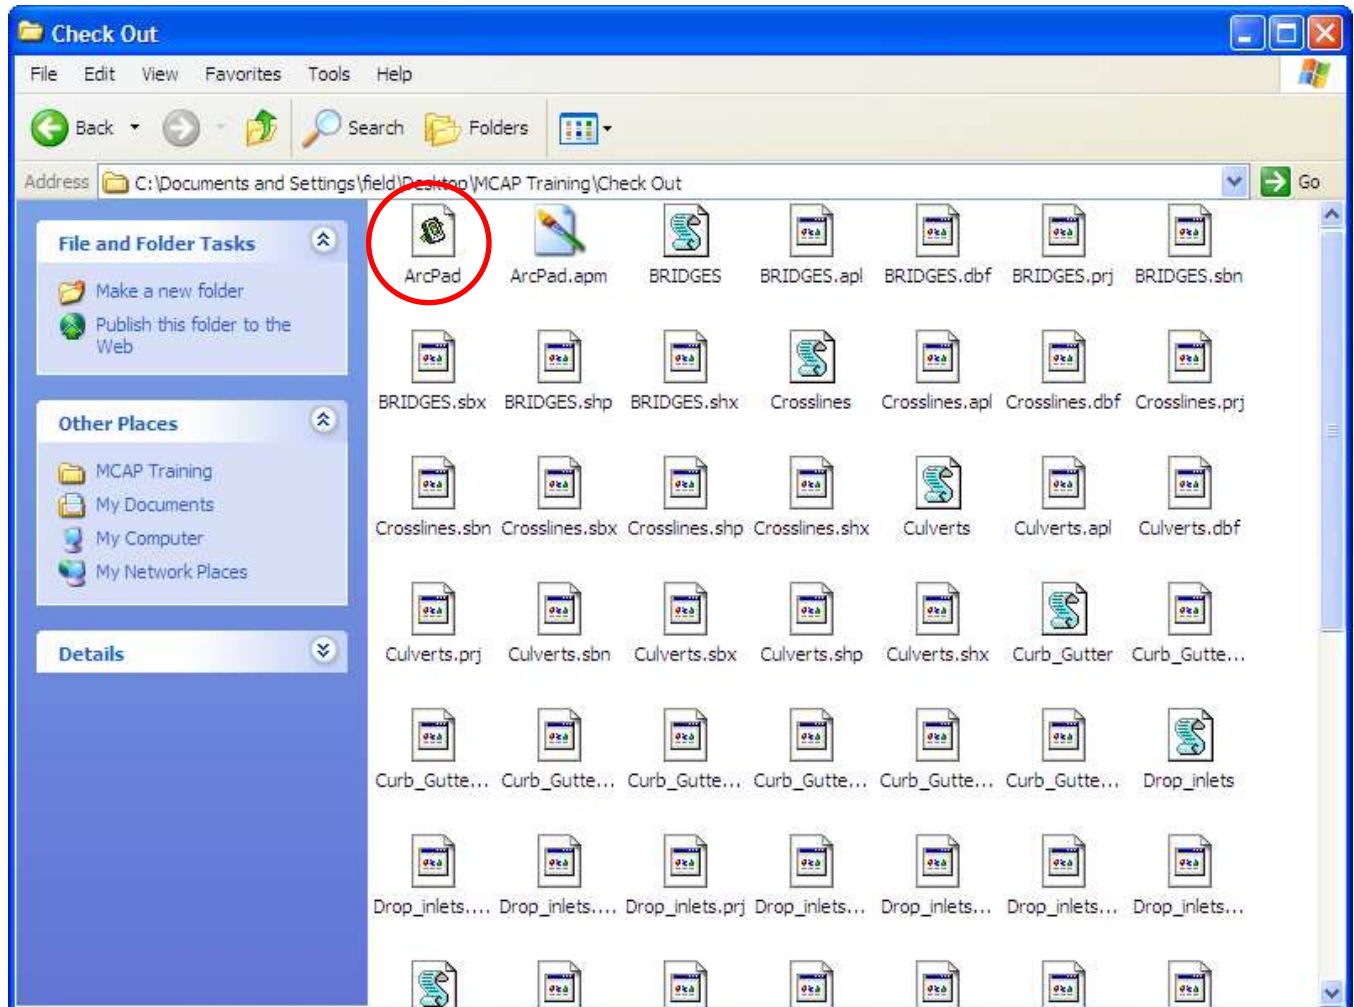 Check Out
File Edit View Favorites Tools Help
Back Search Folders
Address C:\Documents and Settings\field\Desktop\MCAP Training\Check Out Go
File and Folder Tasks
Make a new folder
Publish this folder to the
Web
Other Places
MCAP Training
My Documents
My Computer
My Network Places
Details
ArcPad ArcPad.apm BRIDGES BRIDGES.apl BRIDGES.dbf BRIDGES.prj BRIDGES.sbn
BRIDGES.sbx BRIDGES.shp BRIDGES.shx Crosslines Crosslines.apl Crosslines.dbf Crosslines.prj
Crosslines.sbn Crosslines.sbx Crosslines.shp Crosslines.shx Culverts Culverts.apl Culverts.dbf
Culverts.prj Culverts.sbn Culverts.sbx Culverts.shp Culverts.shx Curb_Gutter Curb_Gutte...
Curb_Gutte... Curb_Gutte... Curb_Gutte... Curb_Gutte... Curb_Gutte... Curb_Gutte... Drop_inlets
Drop_inlets.... Drop_inlets.... Drop_inlets.prj Drop_inlets... Drop_inlets... Drop_inlets... Drop_inlets...